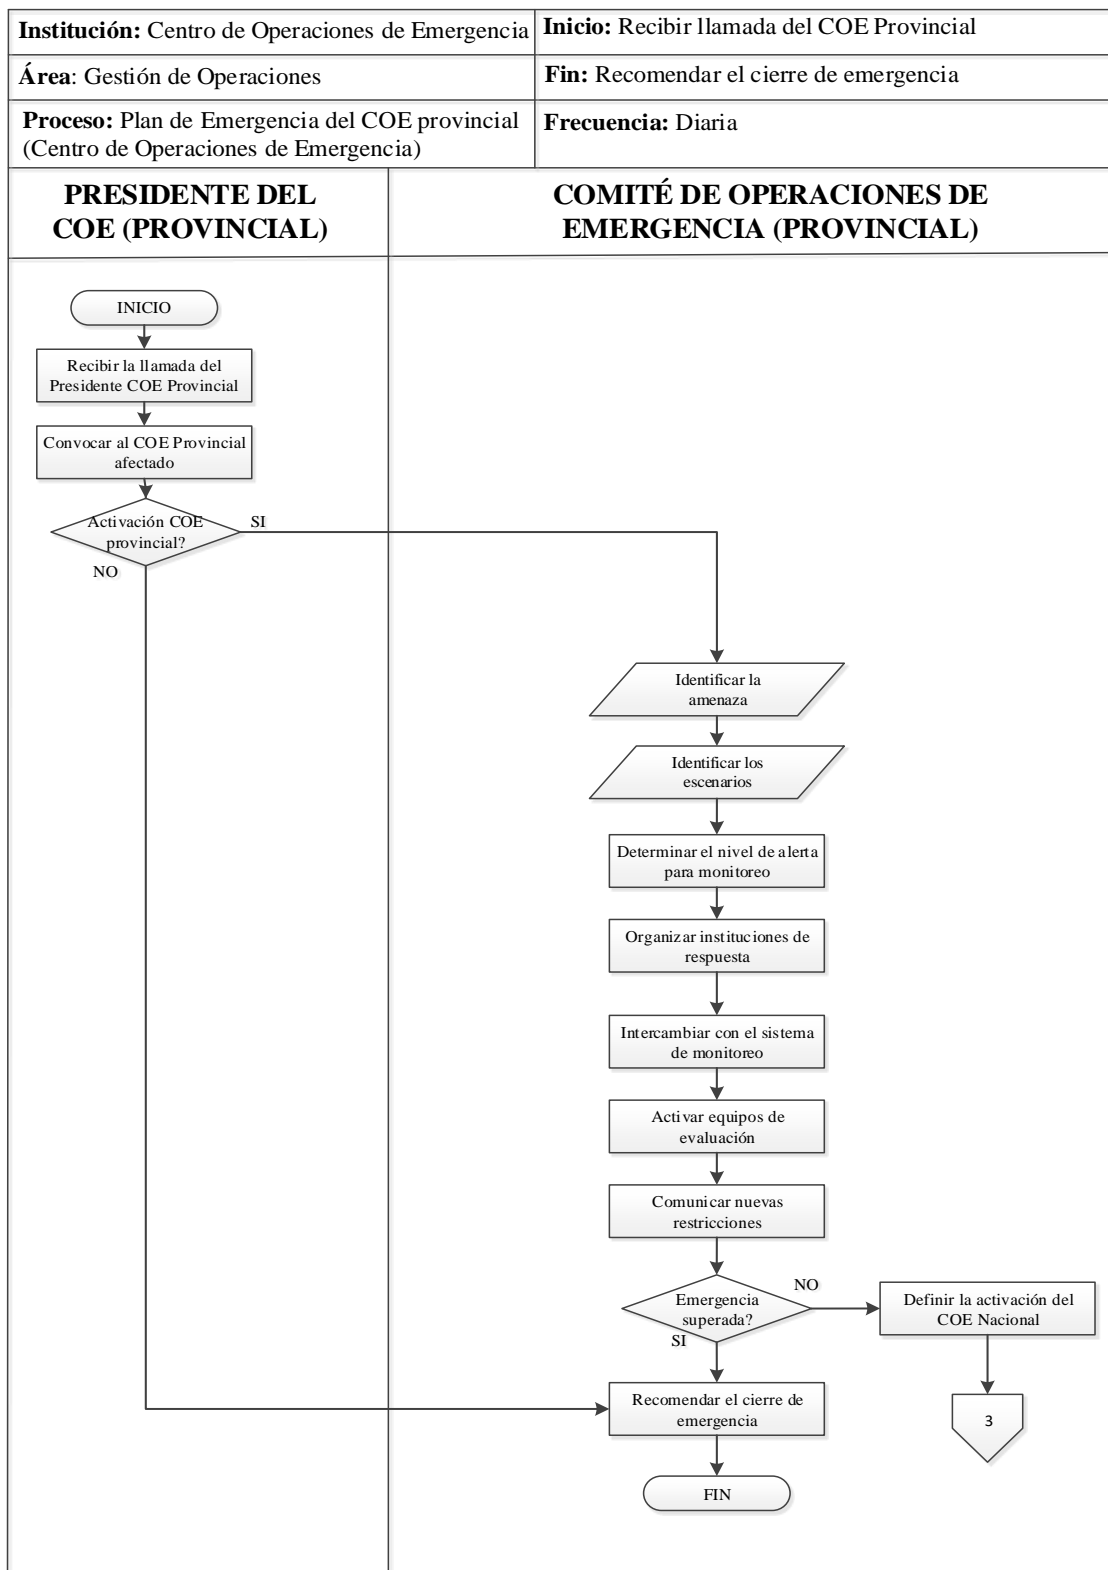 Institución: Centro de Operaciones de Emergencia
Inicio: Recibir llamada del COE Provincial
Área: Gestión de Operaciones
Fin: Recomendar el cierre de emergencia
Proceso: Plan de Emergencia del COE provincial
(Centro de Operaciones de Emergencia)
Frecuencia: Diaria
PRESIDENTE DEL
COE (PROVINCIAL)
COMITÉ DE OPERACIONES DE
EMERGENCIA (PROVINCIAL)
INICIO
Recibir la llamada del
Presidente COE Provincial
Convocar al COE Provincial
afectado
Activación COE
provincial?
SI
NO
Identificar la
amenaza
Identificar los
escenarios
Determinar el nivel de alerta
para monitoreo
Organizar instituciones de
respuesta
Intercambiar con el sistema
de monitoreo
Activar equipos de
evaluación
Comunicar nuevas
restricciones
Emergencia
superada?
NO
SI
Definir la activación del
COE Nacional
3
Recomendar el cierre de
emergencia
FIN